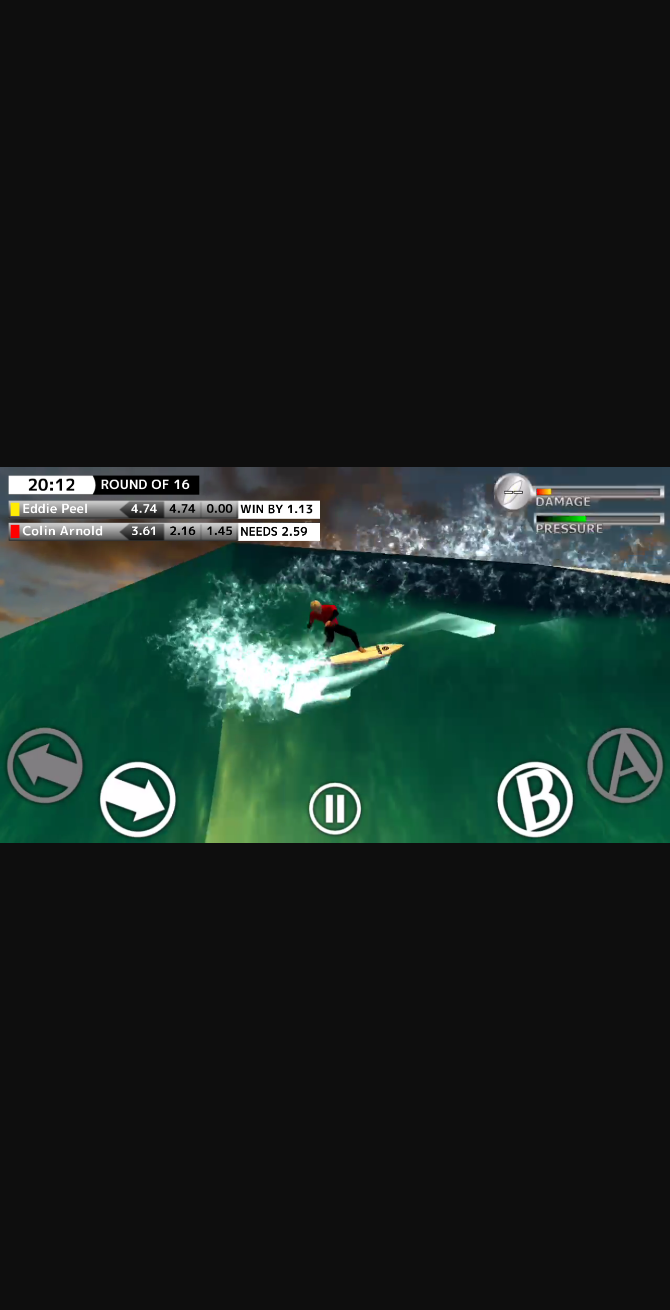 20:12 ROUND OF 16
Eddie Peel 4.74 4.74 0.00 WIN BY 1.13
Colin Arnold 3.61 2.16 1.45 NEEDS 2.59
DAMAGE
PRESSURE
B A